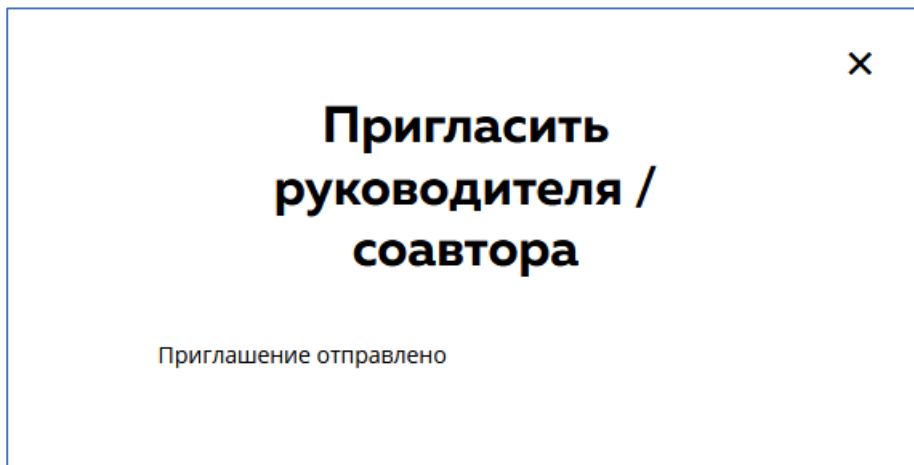 Пригласить
руководителя /
соавтора
Приглашение отправлено